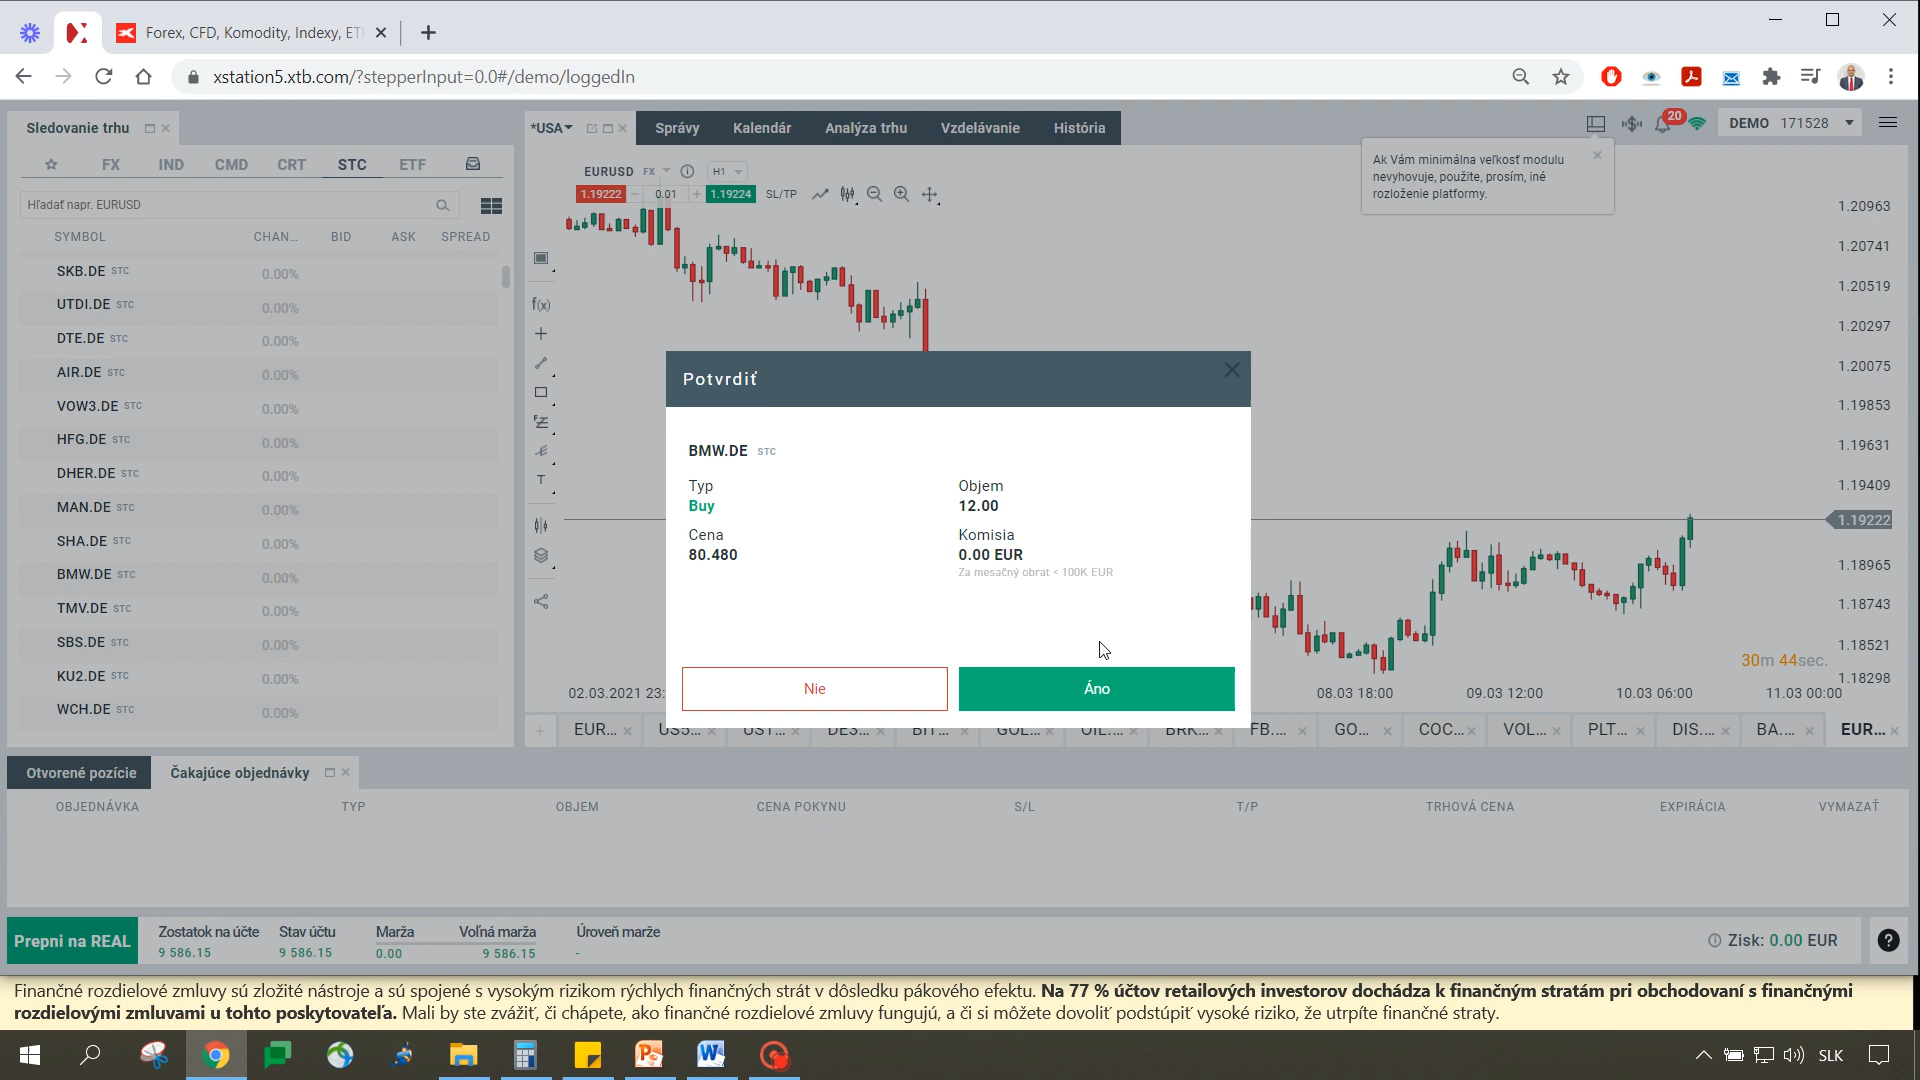 Forex, CFD, Komodity, Indexy, ET
xstation5.xtb.com/?stepperInput=0.0#/demo/loggedIn
Sledovanie trhu
FX IND CMD CRT STC ETF
Hľadať napr. EURUSD
SYMBOL CHAN... BID ASK SPREAD
SKB.DE STC 0.00%
UTDI.DE STC 0.00%
DTE.DE STC 0.00%
AIR.DE STC 0.00%
VOW3.DE STC 0.00%
HFG.DE STC 0.00%
DHER.DE STC 0.00%
MAN.DE STC 0.00%
SHA.DE STC 0.00%
BMW.DE STC 0.00%
TMV.DE STC 0.00%
SBS.DE STC 0.00%
KU2.DE STC 0.00%
WCH.DE STC 0.00%
*USA Správy Kalendár Analýza trhu Vzdelávanie História
20
DEMO 171528
Ak Vám minimálna veľkosť modulu
nevyhovuje, použite, prosím, iné
rozloženie platformy.
EURUSD FX H1
1.19222 0.01 1.19224 SL/TP
f(x)
T
1.20963
1.20741
1.20519
1.20297
1.20075
1.19853
1.19631
1.19409
1.19222
1.18965
1.18743
1.18521
1.18298
30m 44sec.
02.03.2021 23: 08.03 18:00 09.03 12:00 10.03 06:00 11.03 00:00
Potvrdiť
BMW.DE STC
Typ Objem
Buy 12.00
Cena Komisia
80.480 0.00 EUR
Za mesačný obrat < 100K EUR
Nie Áno
EUR... US5... UST... DE3... BIT... GOL... OIL.... BRK... FB.... GO... COC... VOL... PLT... DIS.... BA.... EUR...
Otvorené pozície Čakajúce objednávky
OBJEDNÁVKA TYP OBJEM CENA POKYNU S/L T/P TRHOVÁ CENA EXPIRÁCIA VYMAZAŤ
Prepni na REAL
Zostatok na účte Stav účtu Marža Voľná marža Úroveň marže
9 586.15 9 586.15 0.00 9 586.15 -
Zisk: 0.00 EUR
Finančné rozdielové zmluvy sú zložité nástroje a sú spojené s vysokým rizikom rýchlych finančných strát v dôsledku pákového efektu. Na 77 % účtov retailových investorov dochádza k finančným stratám pri obchodovaní s finančnými
rozdielovými zmluvami u tohto poskytovateľa. Mali by ste zvážiť, či chápete, ako finančné rozdielové zmluvy fungujú, a či si môžete dovoliť podstúpiť vysoké riziko, že utrpíte finančné straty.
SLK